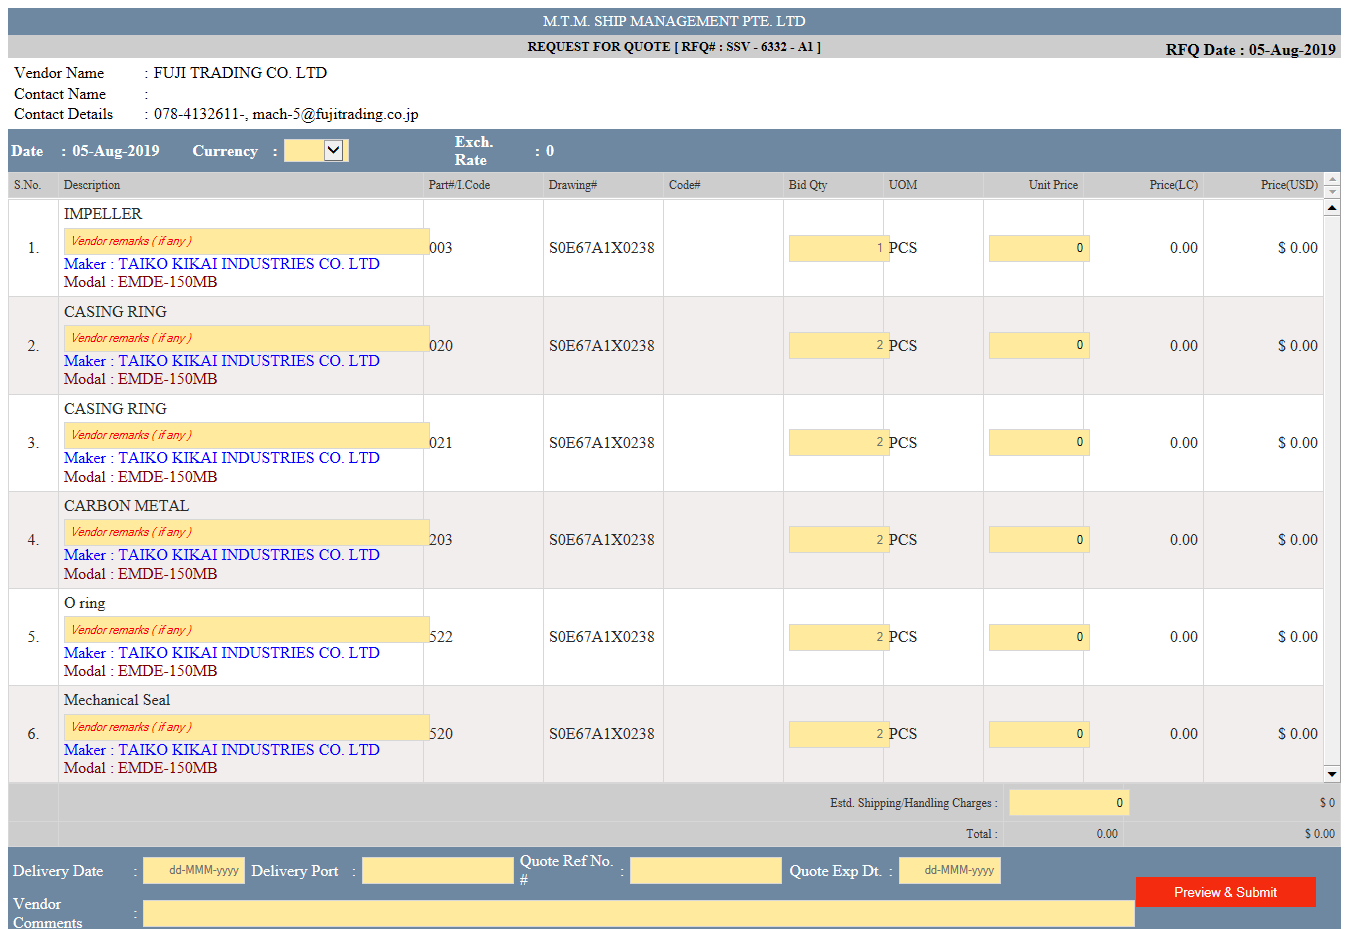 M.T.M. SHIP MANAGEMENT PTE. LTD
REQUEST FOR QUOTE [ RFQ# : SSV - 6332 - A1 ]
RFQ Date : 05-Aug-2019
Vendor Name : FUJI TRADING CO. LTD
Contact Name :
Contact Details : 078-4132611-, mach-5@fujitrading.co.jp
Date : 05-Aug-2019 Currency : Exch. Rate : 0
S.No. Description Part#/I.Code Drawing# Code# Bid Qty UOM Unit Price Price(LC) Price(USD)
IMPELLER
1. Vendor remarks ( if any ) 003 S0E67A1X0238 1 PCS 0 0.00 $ 0.00
Maker : TAIKO KIKAI INDUSTRIES CO. LTD
Modal : EMDE-150MB
CASING RING
2. Vendor remarks ( if any ) 020 S0E67A1X0238 2 PCS 0 0.00 $ 0.00
Maker : TAIKO KIKAI INDUSTRIES CO. LTD
Modal : EMDE-150MB
CASING RING
3. Vendor remarks ( if any ) 021 S0E67A1X0238 2 PCS 0 0.00 $ 0.00
Maker : TAIKO KIKAI INDUSTRIES CO. LTD
Modal : EMDE-150MB
CARBON METAL
4. Vendor remarks ( if any ) 203 S0E67A1X0238 2 PCS 0 0.00 $ 0.00
Maker : TAIKO KIKAI INDUSTRIES CO. LTD
Modal : EMDE-150MB
O ring
5. Vendor remarks ( if any ) 522 S0E67A1X0238 2 PCS 0 0.00 $ 0.00
Maker : TAIKO KIKAI INDUSTRIES CO. LTD
Modal : EMDE-150MB
Mechanical Seal
6. Vendor remarks ( if any ) 520 S0E67A1X0238 2 PCS 0 0.00 $ 0.00
Maker : TAIKO KIKAI INDUSTRIES CO. LTD
Modal : EMDE-150MB
Estd. Shipping/Handling Charges : 0 $ 0
Total : 0.00 $ 0.00
Delivery Date : dd-MMM-yyyy Delivery Port : Quote Ref No. # : Quote Exp Dt. : dd-MMM-yyyy
Preview & Submit
Vendor Comments :